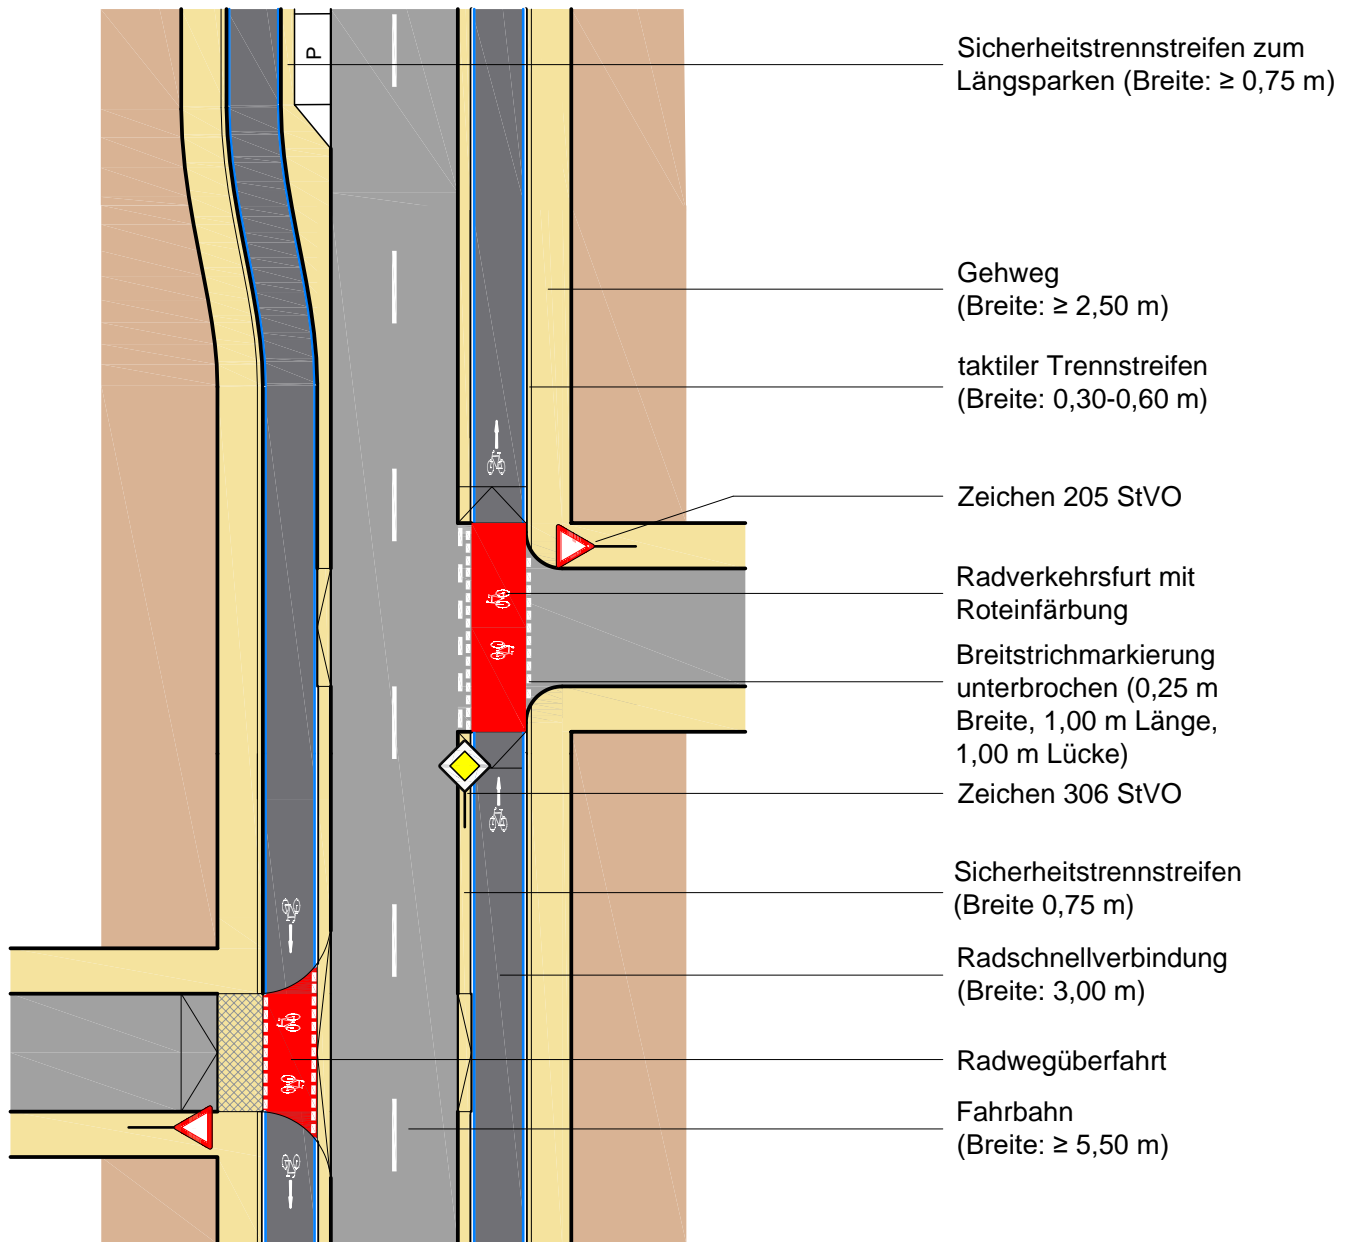 P
Sicherheitstrennstreifen zum
Längsparken (Breite: ≥ 0,75 m)
Gehweg
(Breite: ≥ 2,50 m)
taktiler Trennstreifen
(Breite: 0,30-0,60 m)
Zeichen 205 StVO
Radverkehrsfurt mit
Roteinfärbung
Breitstrichmarkierung
unterbrochen (0,25 m
Breite, 1,00 m Länge,
1,00 m Lücke)
Zeichen 306 StVO
Sicherheitstrennstreifen
(Breite 0,75 m)
Radschnellverbindung
(Breite: 3,00 m)
Radwegüberfahrt
Fahrbahn
(Breite: ≥ 5,50 m)